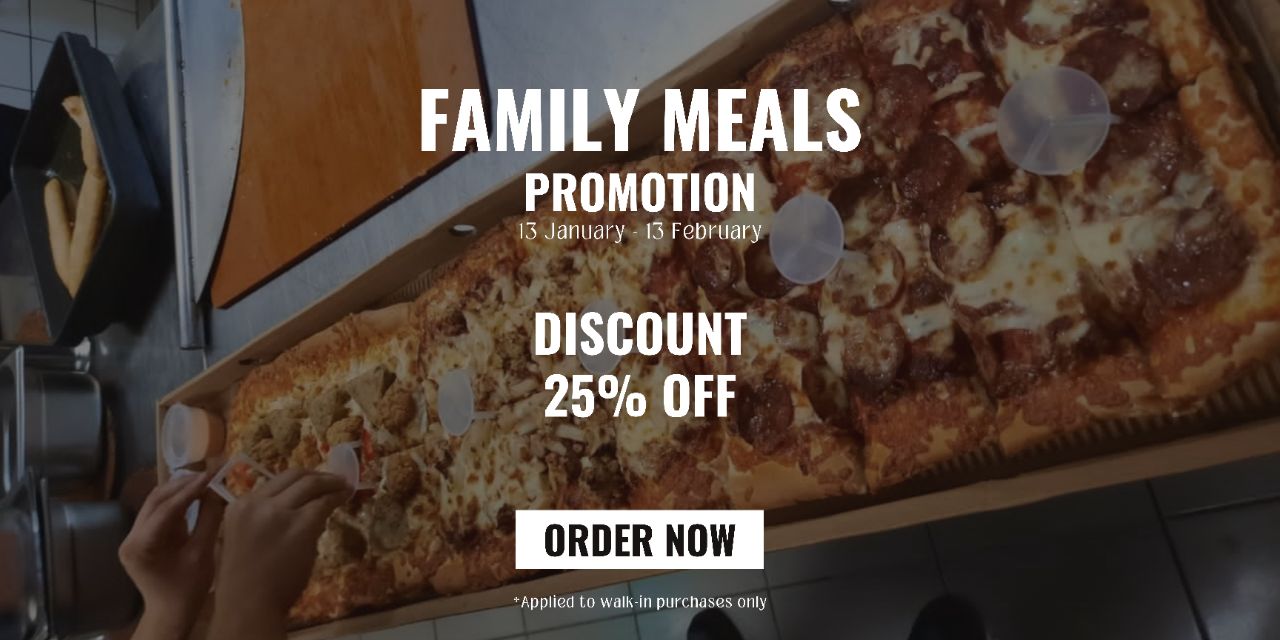 FAMILY MEALS
PROMOTION
13 January - 13 February
DISCOUNT
25% OFF
ORDER NOW
*Applied to walk-in purchases only